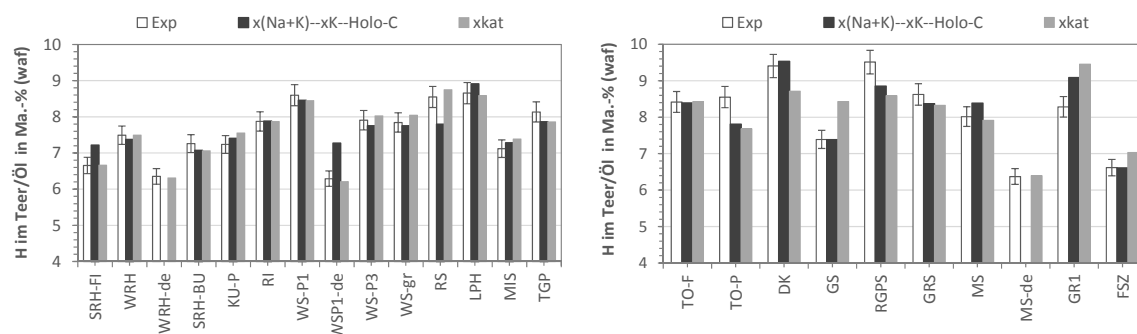 Exp x(Na+K)--xK--Holo-C xkat
H im Teer/Öl in Ma.-% (waf)
10
9
8
7
6
5
4
SRH-FI WRH WRH-de SRH-BU KU-P RI WS-P1 WSP1-de WS-P3 WS-gr RS LPH MIS TGP
Exp x(Na+K)--xK--Holo-C xkat
H im Teer/Öl in Ma.-% (waf)
10
9
8
7
6
5
4
TO-F TO-P DK GS RGPS GRS MS MS-de GR1 FSZ